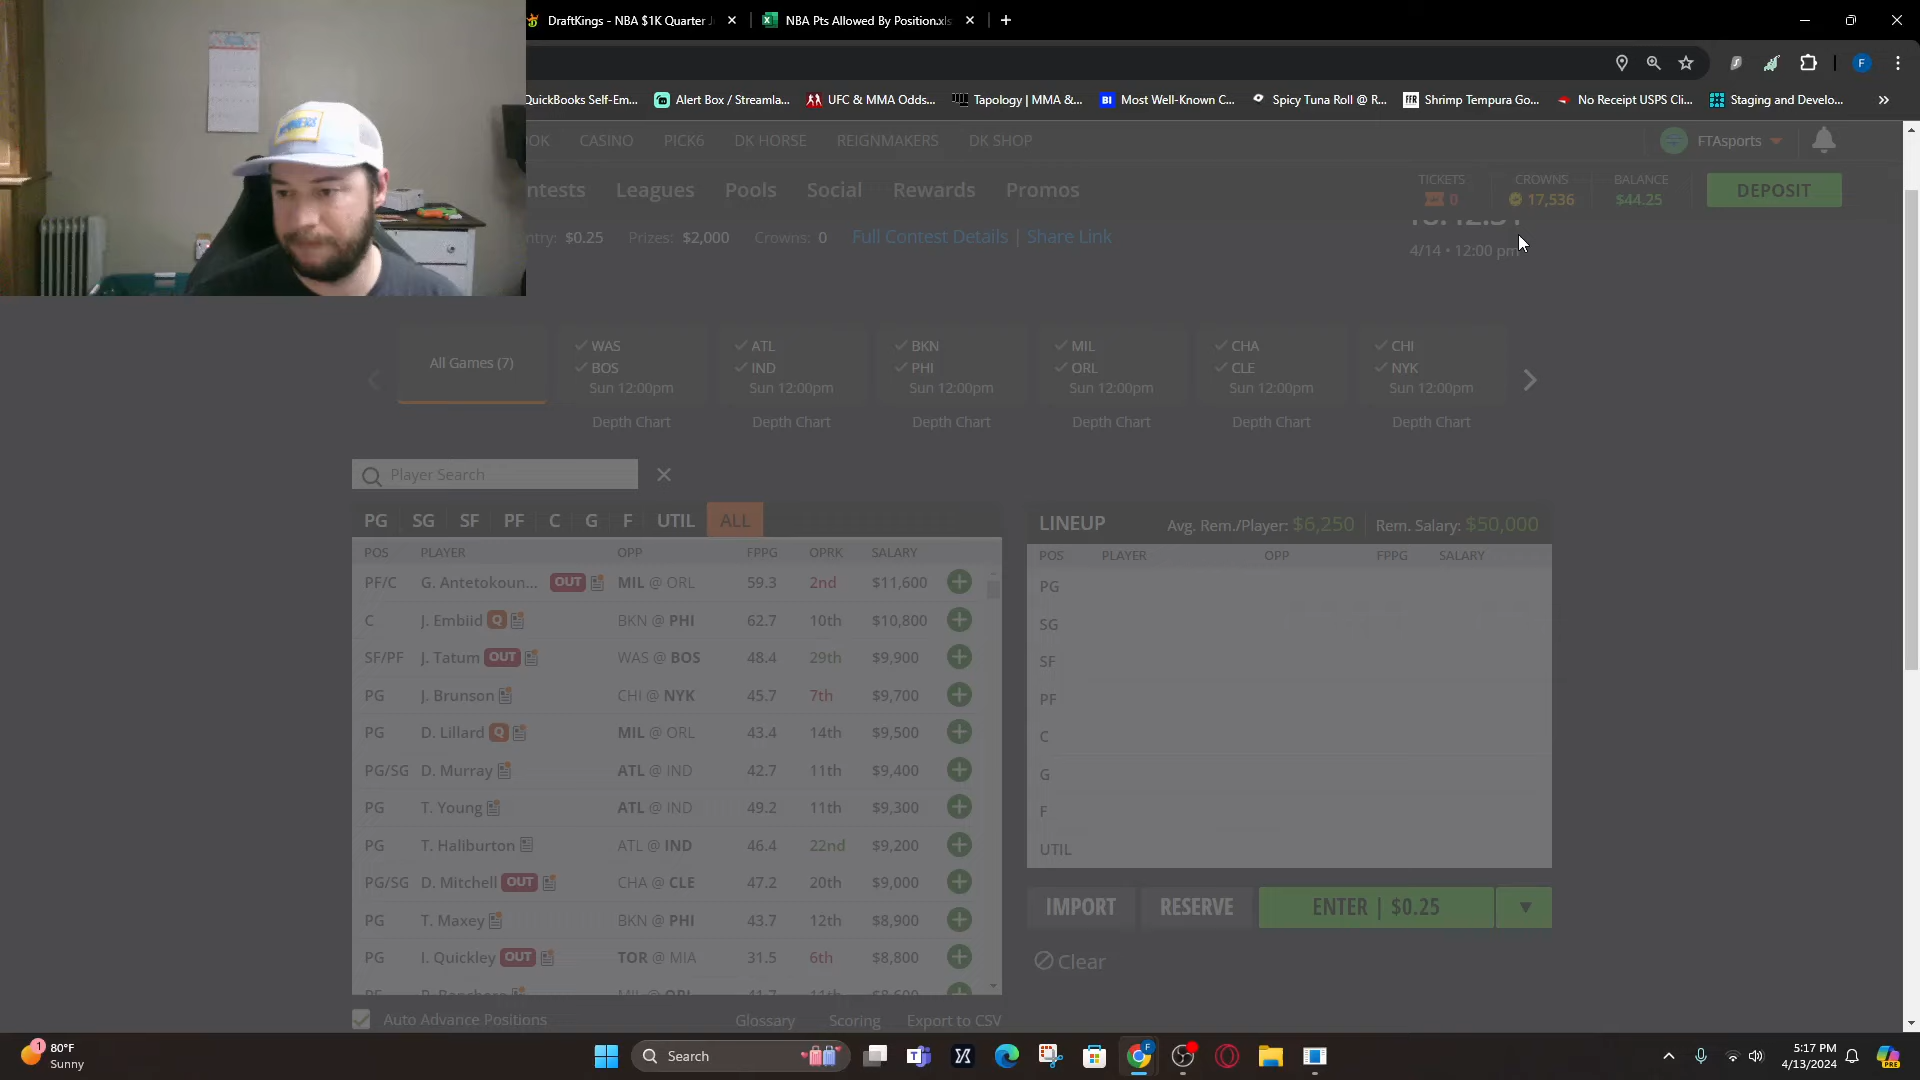 DraftKings - NBA $1K Quarter J
NBA Pts Allowed By Position.xls
F
QuickBooks Self-Em...
Alert Box / Streamla...
UFC & MMA Odds...
Tapology | MMA &...
BI
Most Well-Known C...
Spicy Tuna Roll @ R...
FFR
Shrimp Tempura Go...
No Receipt USPS Cli...
Staging and Develo...
OOK
CASINO
PICK6
DK HORSE
REIGNMAKERS
DK SHOP
FTAsports
ntests
Leagues
Pools
Social
Rewards
Promos
TICKETS
0
CROWNS
17,536
BALANCE
$44.25
DEPOSIT
ntry: $0.25
Prizes: $2,000
Crowns: 0
Full Contest Details | Share Link
4/14 • 12:00 pm
All Games (7)
WAS
BOS
Sun 12:00pm
Depth Chart
ATL
IND
Sun 12:00pm
Depth Chart
BKN
PHI
Sun 12:00pm
Depth Chart
MIL
ORL
Sun 12:00pm
Depth Chart
CHA
CLE
Sun 12:00pm
Depth Chart
CHI
NYK
Sun 12:00pm
Depth Chart
Player Search
PG SG SF PF C G F UTIL ALL
POS PLAYER OPP FPPG OPRK SALARY
PF/C G. Antetokoun... OUT MIL @ ORL 59.3 2nd $11,600
C J. Embiid Q BKN @ PHI 62.7 10th $10,800
SF/PF J. Tatum OUT WAS @ BOS 48.4 29th $9,900
PG J. Brunson CHI @ NYK 45.7 7th $9,700
PG D. Lillard Q MIL @ ORL 43.4 14th $9,500
PG/SG D. Murray ATL @ IND 42.7 11th $9,400
PG T. Young ATL @ IND 49.2 11th $9,300
PG T. Haliburton ATL @ IND 46.4 22nd $9,200
PG/SG D. Mitchell OUT CHA @ CLE 47.2 20th $9,000
PG T. Maxey BKN @ PHI 43.7 12th $8,900
PG I. Quickley OUT TOR @ MIA 31.5 6th $8,800
LINEUP
Avg. Rem./Player: $6,250
Rem. Salary: $50,000
POS PLAYER OPP FPPG SALARY
PG
SG
SF
PF
C
G
F
UTIL
IMPORT
RESERVE
ENTER | $0.25
Clear
Auto Advance Positions
Glossary
Scoring
Export to CSV
1
80°F
Sunny
Search
F
5:17 PM
4/13/2024
PRE